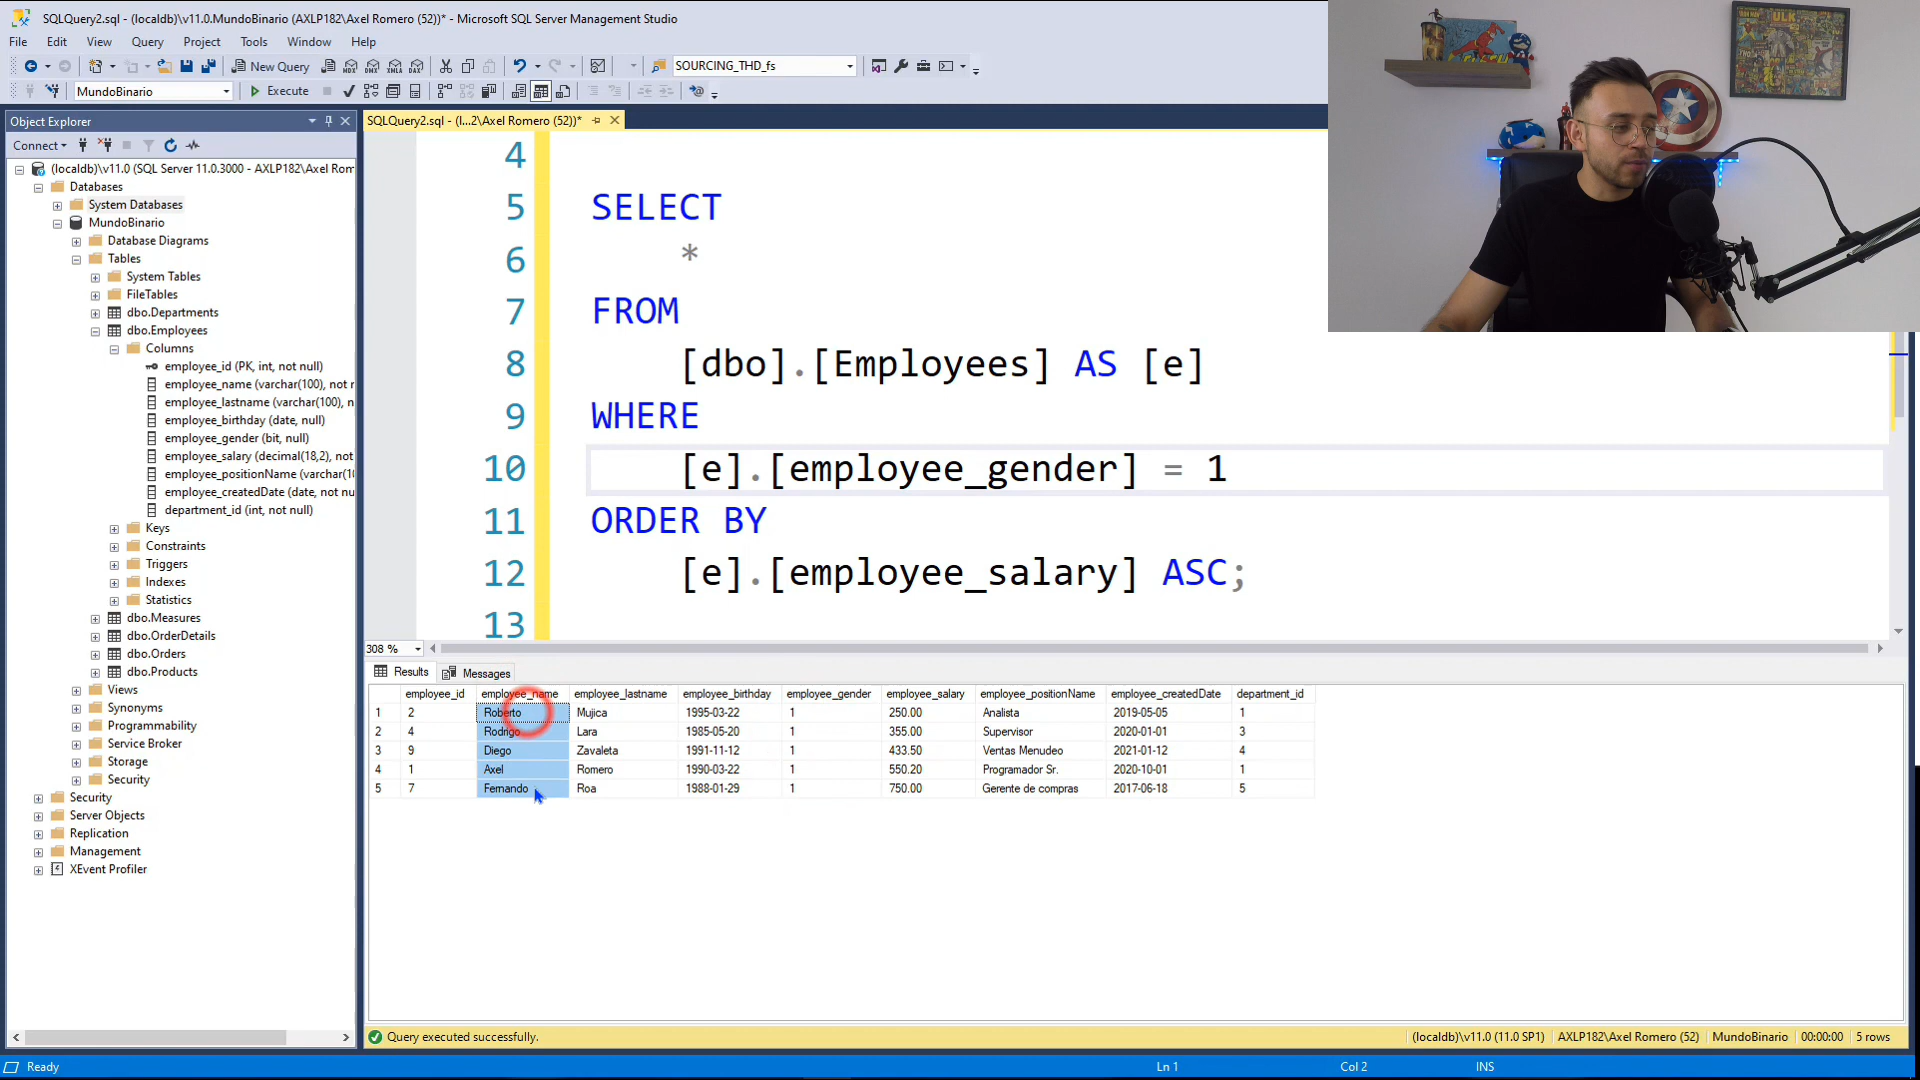 SQLQuery2.sql - (localdb)\v11.0.MundoBinario (AXLP182\Axel Romero (52))* - Microsoft SQL Server Management Studio
File Edit View Query Project Tools Window Help
New Query MDX DMX XMLA DAX SOURCING_THD_fs
MundoBinario Execute
Object Explorer
SQLQuery2.sql - (l...2\Axel Romero (52))*
Connect
(localdb)\v11.0 (SQL Server 11.0.3000 - AXLP182\Axel Rom
Databases
System Databases
MundoBinario
Database Diagrams
Tables
System Tables
FileTables
dbo.Departments
dbo.Employees
Columns
employee_id (PK, int, not null)
employee_name (varchar(100), not r
employee_lastname (varchar(100), n
employee_birthday (date, null)
employee_gender (bit, null)
employee_salary (decimal(18,2), not
employee_positionName (varchar(10
employee_createdDate (date, not nu
department_id (int, not null)
Keys
Constraints
Triggers
Indexes
Statistics
dbo.Measures
dbo.OrderDetails
dbo.Orders
dbo.Products
Views
Synonyms
Programmability
Service Broker
Storage
Security
Security
Server Objects
Replication
Management
XEvent Profiler
4
5 SELECT
6 *
7 FROM
8 [dbo].[Employees] AS [e]
9 WHERE
10 [e].[employee_gender] = 1
11 ORDER BY
12 [e].[employee_salary] ASC;
13
308 %
Results Messages
employee_id employee_name employee_lastname employee_birthday employee_gender employee_salary employee_positionName employee_createdDate department_id
1 2 Roberto Mujica 1995-03-22 1 250.00 Analista 2019-05-05 1
2 4 Rodrigo Lara 1985-05-20 1 355.00 Supervisor 2020-01-01 3
3 9 Diego Zavaleta 1991-11-12 1 433.50 Ventas Menudeo 2021-01-12 4
4 1 Axel Romero 1990-03-22 1 550.20 Programador Sr. 2020-10-01 1
5 7 Fernando Roa 1988-01-29 1 750.00 Gerente de compras 2017-06-18 5
Query executed successfully. (localdb)\v11.0 (11.0 SP1) AXLP182\Axel Romero (52) MundoBinario 00:00:00 5 rows
Ready Ln 1 Col 2 INS
HULK